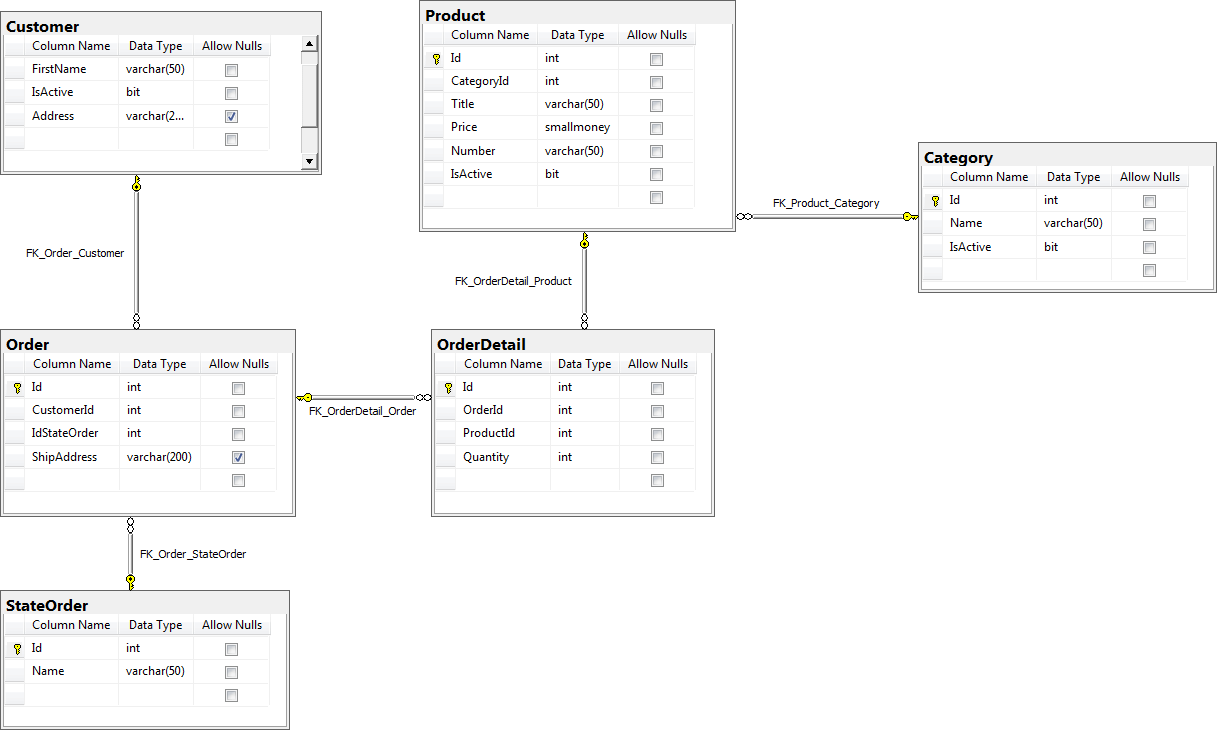 Customer
Column Name Data Type Allow Nulls
FirstName varchar(50)
IsActive bit
Address varchar(2...
FK_Order_Customer
Product
Column Name Data Type Allow Nulls
Id int
CategoryId int
Title varchar(50)
Price smallmoney
Number varchar(50)
IsActive bit
FK_Product_Category
Category
Column Name Data Type Allow Nulls
Id int
Name varchar(50)
IsActive bit
FK_OrderDetail_Product
Order
Column Name Data Type Allow Nulls
Id int
CustomerId int
IdStateOrder int
ShipAddress varchar(200)
FK_OrderDetail_Order
OrderDetail
Column Name Data Type Allow Nulls
Id int
OrderId int
ProductId int
Quantity int
FK_Order_StateOrder
StateOrder
Column Name Data Type Allow Nulls
Id int
Name varchar(50)